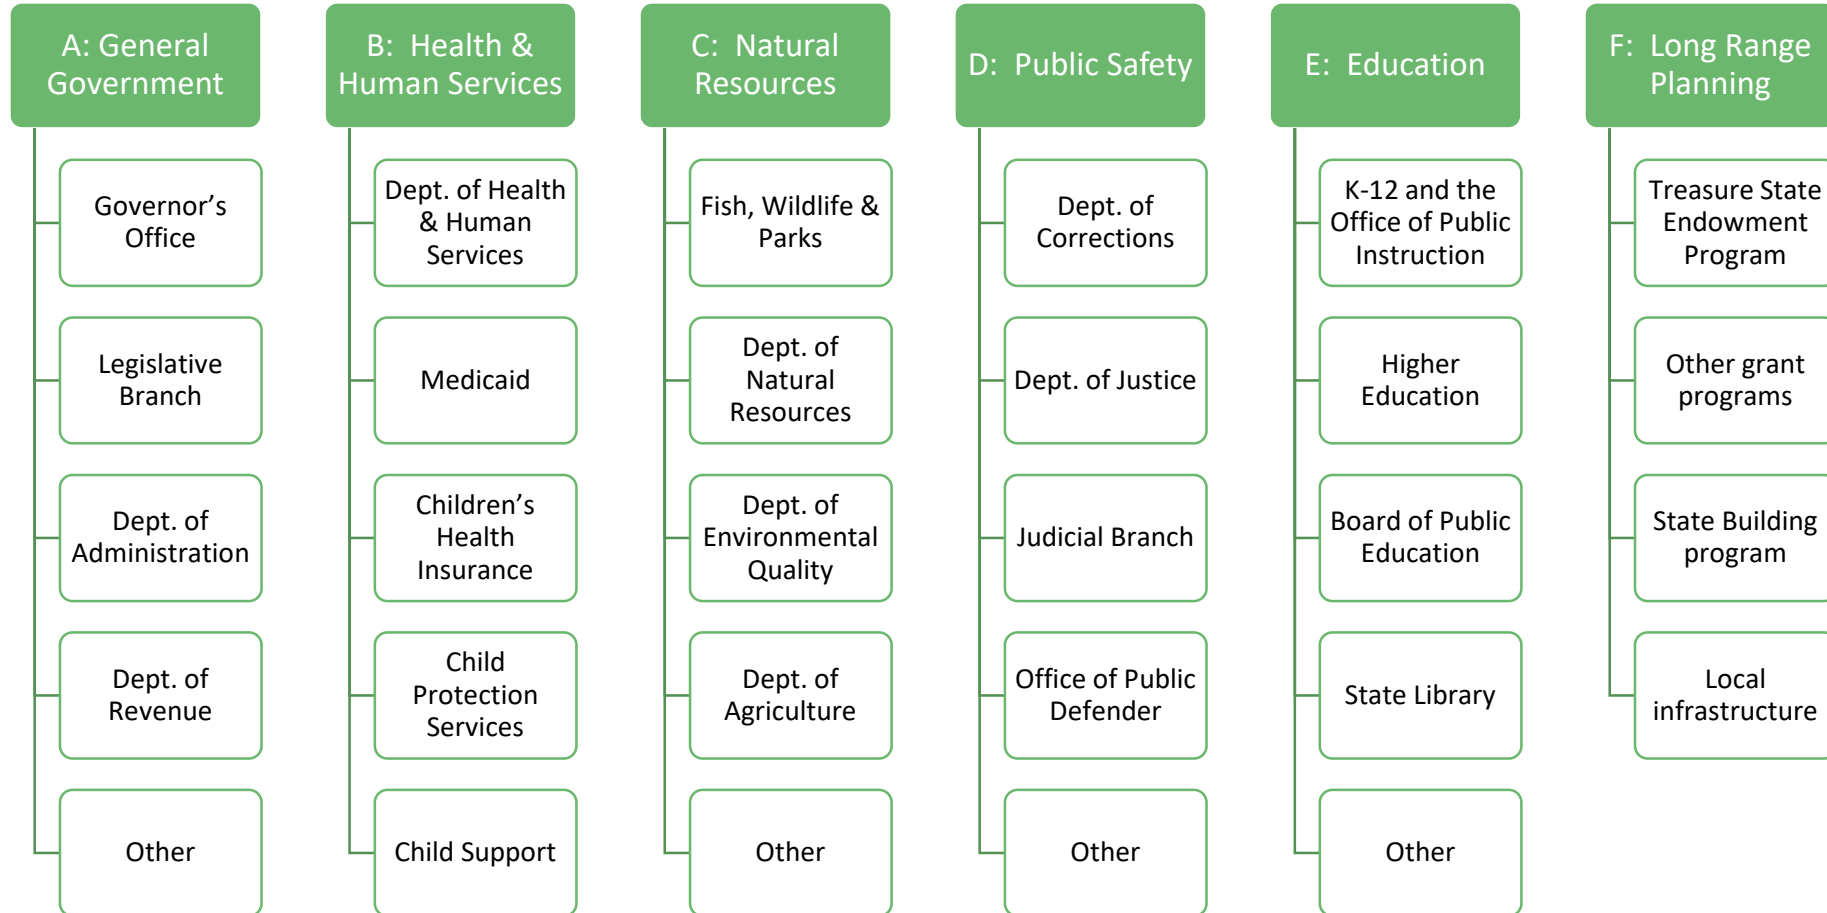 A: General
Government
Governor’s
Office
Legislative
Branch
Dept. of
Administration
Dept. of
Revenue
Other
B: Health &
Human Services
Dept. of Health
& Human
Services
Medicaid
Children’s
Health
Insurance
Child
Protection
Services
Child Support
C: Natural
Resources
Fish, Wildlife &
Parks
Dept. of
Natural
Resources
Dept. of
Environmental
Quality
Dept. of
Agriculture
Other
D: Public Safety
Dept. of
Corrections
Dept. of Justice
Judicial Branch
Office of Public
Defender
Other
E: Education
K-12 and the
Office of Public
Instruction
Higher
Education
Board of Public
Education
State Library
Other
F: Long Range
Planning
Treasure State
Endowment
Program
Other grant
programs
State Building
program
Local
infrastructure